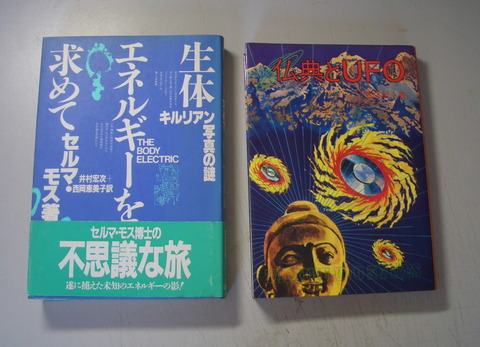 生体
エネルギーを
求めて
キルリアン写真の謎
THE
BODY
ELECTRIC
セルマ・
モス著
井村宏次
西岡恵美子訳
セルマ・モス博士の
不思議な旅
遂に捕えた未知のエネルギーの影!
仏典とUFO